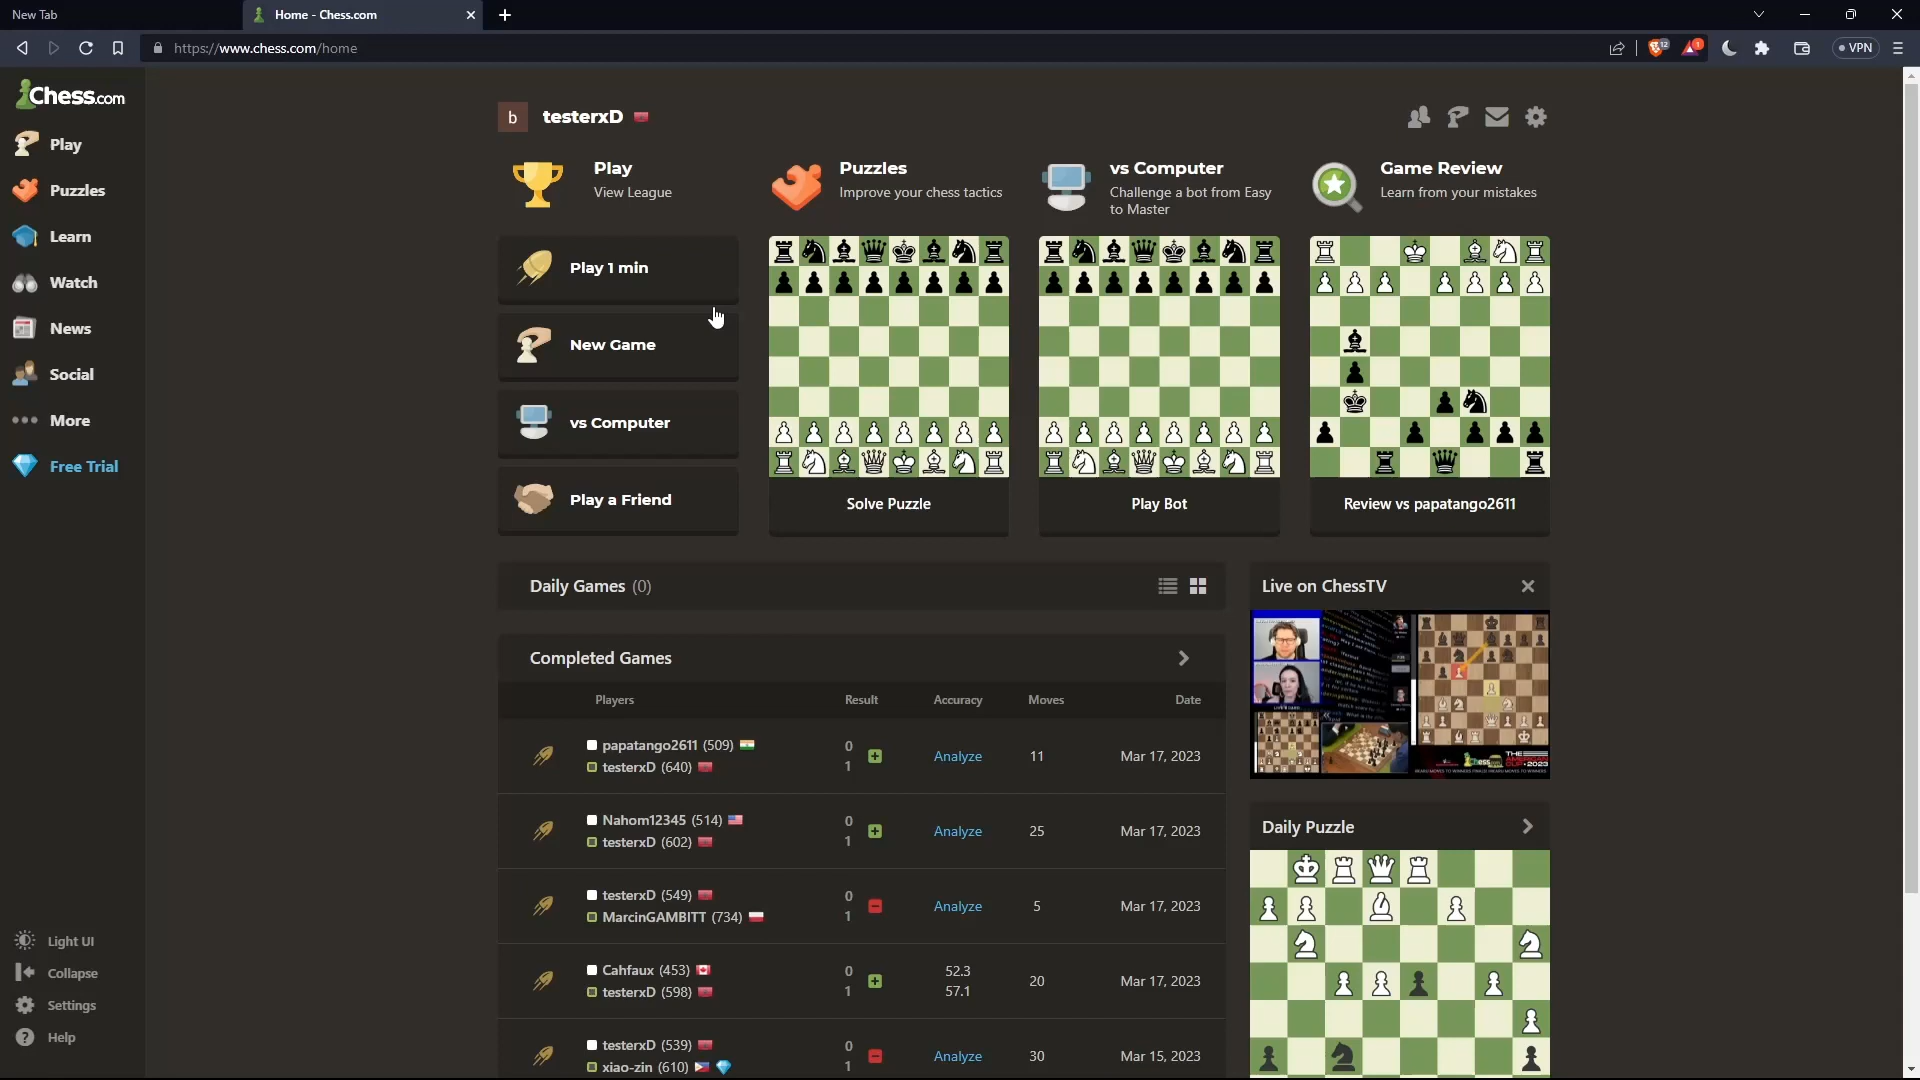 New Tab
Home - Chess.com
https://www.chess.com/home
12
1
VPN
Chess.com
Play
Puzzles
Learn
Watch
News
Social
More
Free Trial
Light UI
Collapse
Settings
Help
b
testerxD
Play
View League
Puzzles
Improve your chess tactics
vs Computer
Challenge a bot from Easy
to Master
Game Review
Learn from your mistakes
Play 1 min
New Game
vs Computer
Play a Friend
Solve Puzzle
Play Bot
Review vs papatango2611
Daily Games (0)
Completed Games
Players Result Accuracy Moves Date
papatango2611 (509) 0
testerxD (640) 1
Analyze 11 Mar 17, 2023
Nahom12345 (514) 0
testerxD (602) 1
Analyze 25 Mar 17, 2023
testerxD (549) 0
MarcinGAMBITT (734) 1
Analyze 5 Mar 17, 2023
Cahfaux (453) 0 52.3
testerxD (598) 1 57.1
20 Mar 17, 2023
testerxD (539) 0
xiao-zin (610) 1
Analyze 30 Mar 15, 2023
Live on ChessTV
Daily Puzzle